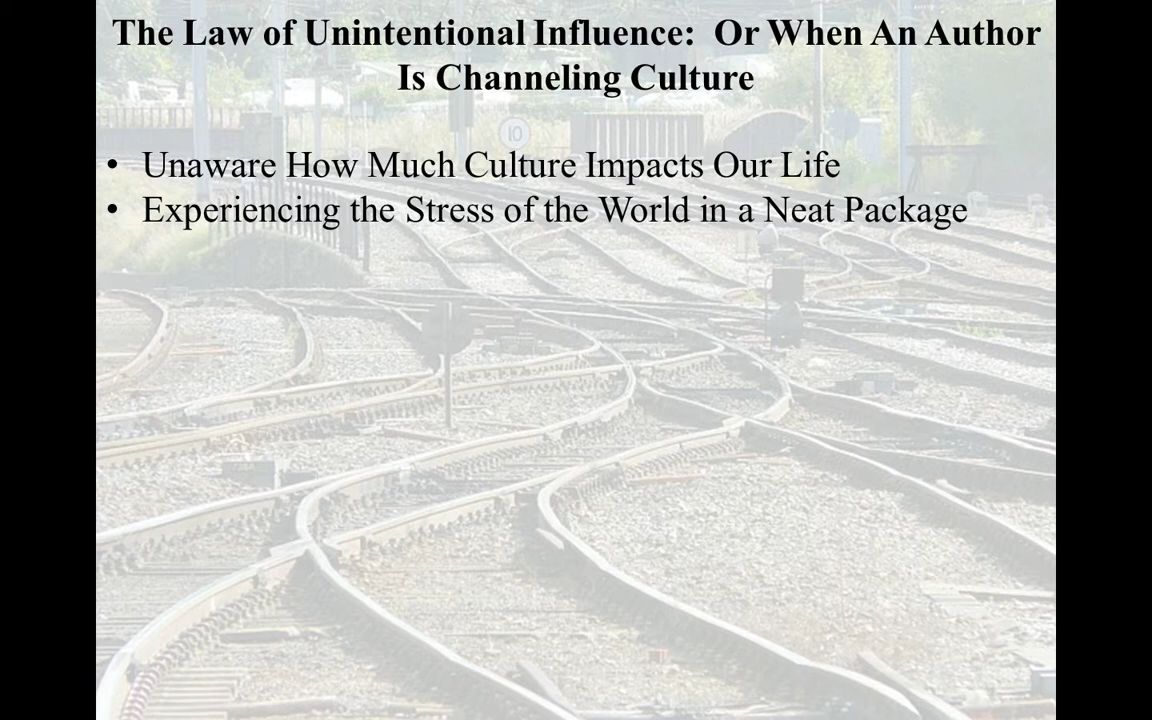 The Law of Unintentional Influence:  Or When An Author
Is Channeling Culture
• Unaware How Much Culture Impacts Our Life
• Experiencing the Stress of the World in a Neat Package
10